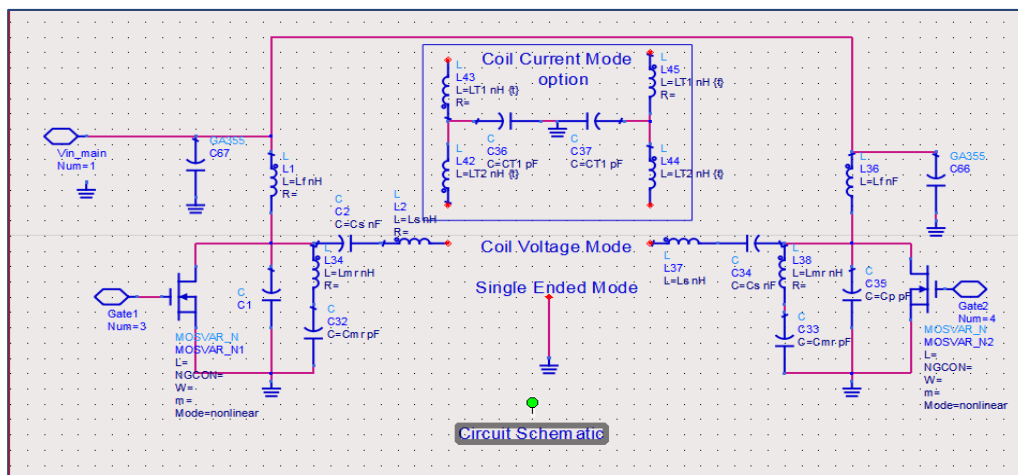 Coil Current Mode
option
L
L43
L=LT1 nH {t}
R=
L
L45
L=LT1 nH {t}
R=
C
C36
C=CT1 pF
C
C37
C=CT1 pF
L
L42
L=LT2 nH {t}
R=
L
L44
L=LT2 nH {t}
R=
Vin_main
Num=1
GA355.
C67
L
L1
L=Lf nH
R=
L
L36
L=Lf nF
GA355.
C66
C
C2
C=Cs nF
L
L2
L=Ls nH
R=
Coil Voltage Mode
Single Ended Mode
L
L37
L=Ls nH
C
C34
C=Cs nF
L
L34
L=Lmr nH
R=
L
L38
L=Lmr nH
R=
C
C1
C
C32
C=Cmr pF
C
C33
C=Cmr pF
C
C35
C=Cp pF
Gate1
Num=3
Gate2
Num=4
MOSVAR_N
MOSVAR_N1
L=
NGCON=
W=
m=
Mode=nonlinear
MOSVAR_N
MOSVAR_N2
L=
NGCON=
W=
m=
Mode=nonlinear
Circuit Schematic